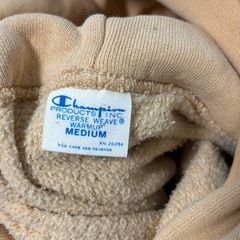 Champion
PRODUCTS INC.
REVERSE WEAVE®
WARMUP
MEDIUM
RN 26094
FOR CARE SEE REVERSE